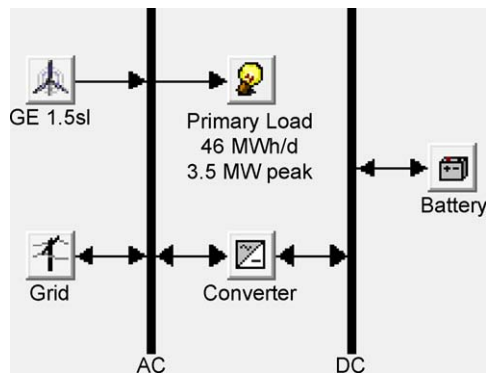 GE 1.5sl
Primary Load
46 MWh/d
3.5 MW peak
Battery
Grid
Converter
AC
DC